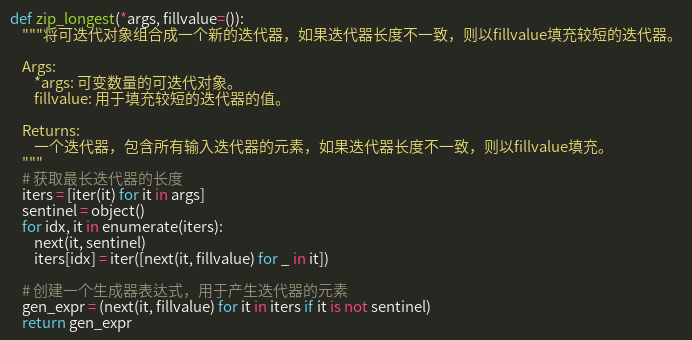 def zip_longest(*args, fillvalue=()):
"""将可迭代对象组合成一个新的迭代器，如果迭代器长度不一致，则以fillvalue填充较短的迭代器。
Args:
*args: 可变数量的可迭代对象。
fillvalue: 用于填充较短的迭代器的值。
Returns:
一个迭代器，包含所有输入迭代器的元素，如果迭代器长度不一致，则以fillvalue填充。
"""
# 获取最长迭代器的长度
iters = [iter(it) for it in args]
sentinel = object()
for idx, it in enumerate(iters):
next(it, sentinel)
iters[idx] = iter([next(it, fillvalue) for _ in it])
# 创建一个生成器表达式，用于产生迭代器的元素
gen_expr = (next(it, fillvalue) for it in iters if it is not sentinel)
return gen_expr